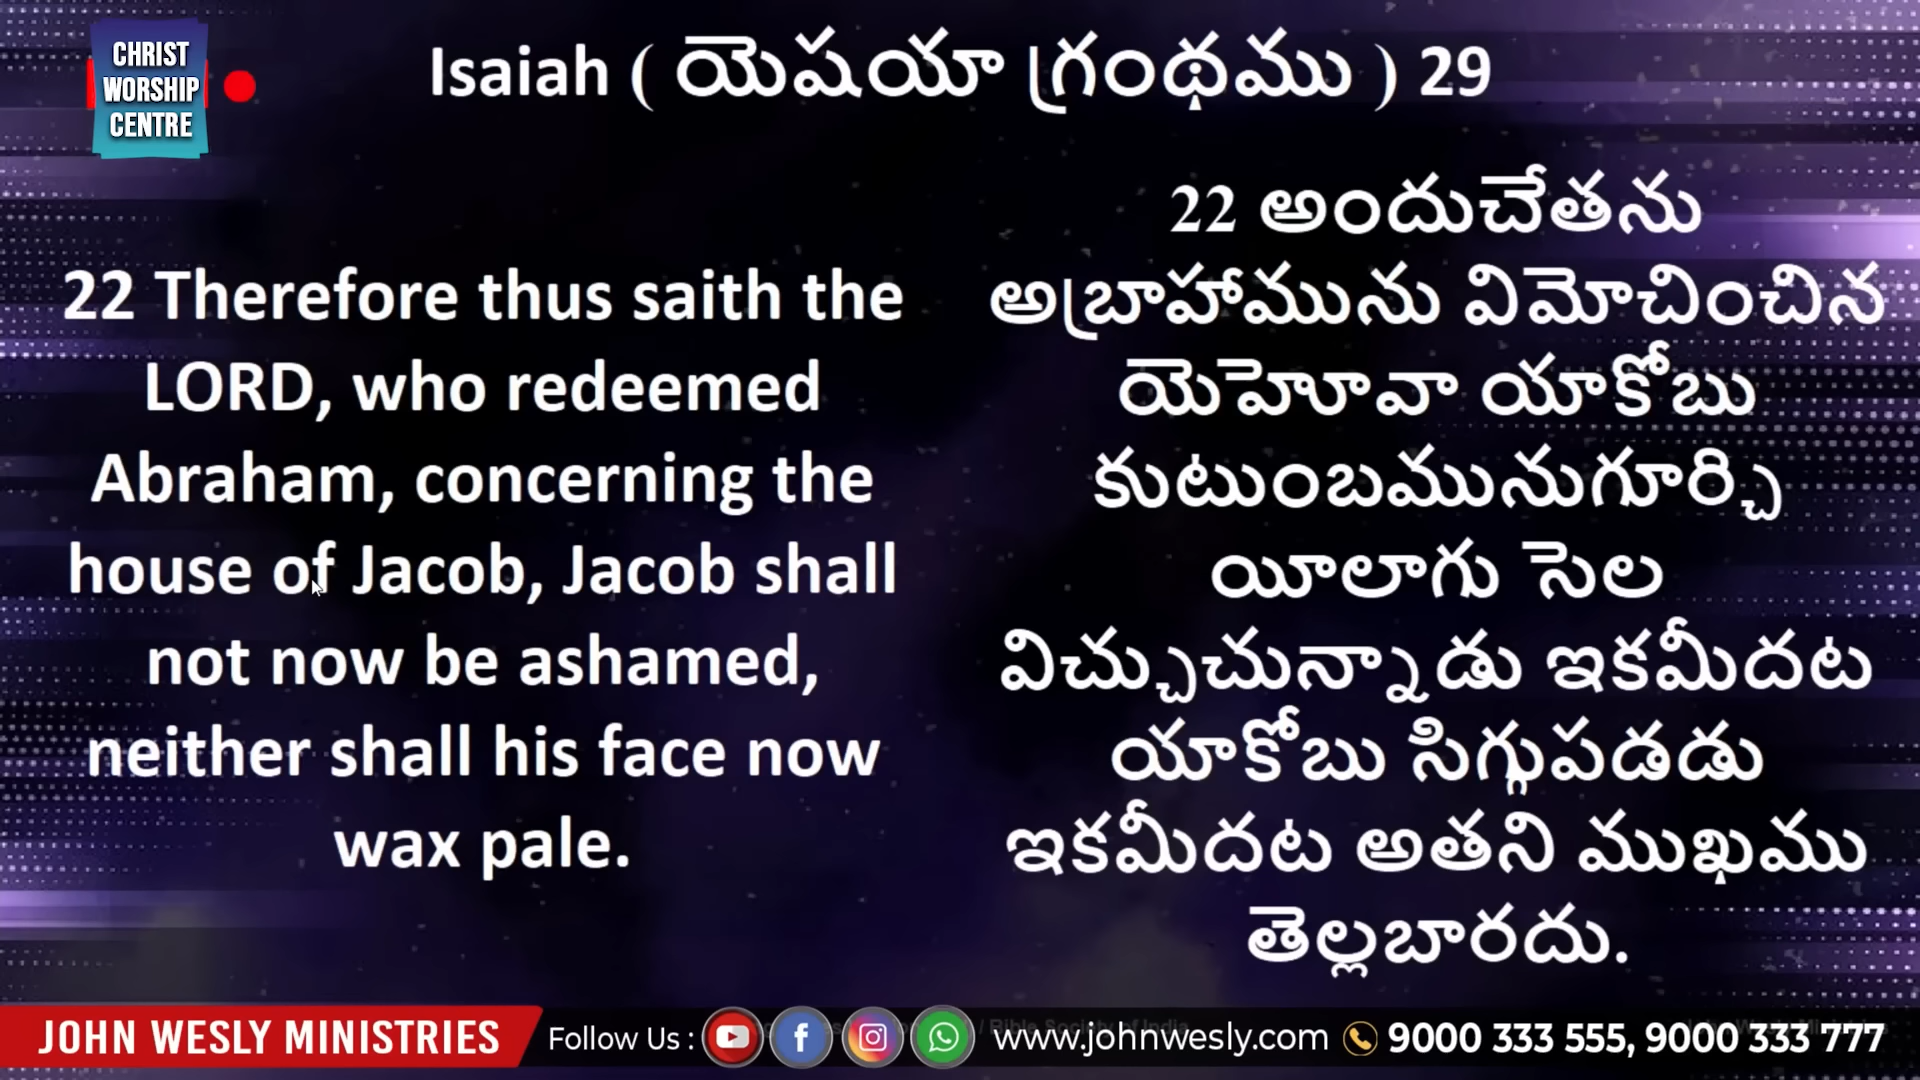 CHRIST
WORSHIP
CENTRE
Isaiah ( యెషయా గ్రంథము ) 29
22 Therefore thus saith the
LORD, who redeemed
Abraham, concerning the
house of Jacob, Jacob shall
not now be ashamed,
neither shall his face now
wax pale.
22 అందుచేతను
అబ్రాహామును విమోచించిన
యెహెూవా యాకోబు
కుటుంబమునుగూర్చి
యీలాగు సెల
విచ్చుచున్నాడు ఇకమీదట
యాకోబు సిగ్గుపడడు
ఇకమీదట అతని ముఖము
తెల్లబారదు.
JOHN WESLY MINISTRIES
Follow Us : www.johnwesly.com 9000 333 555, 9000 333 777